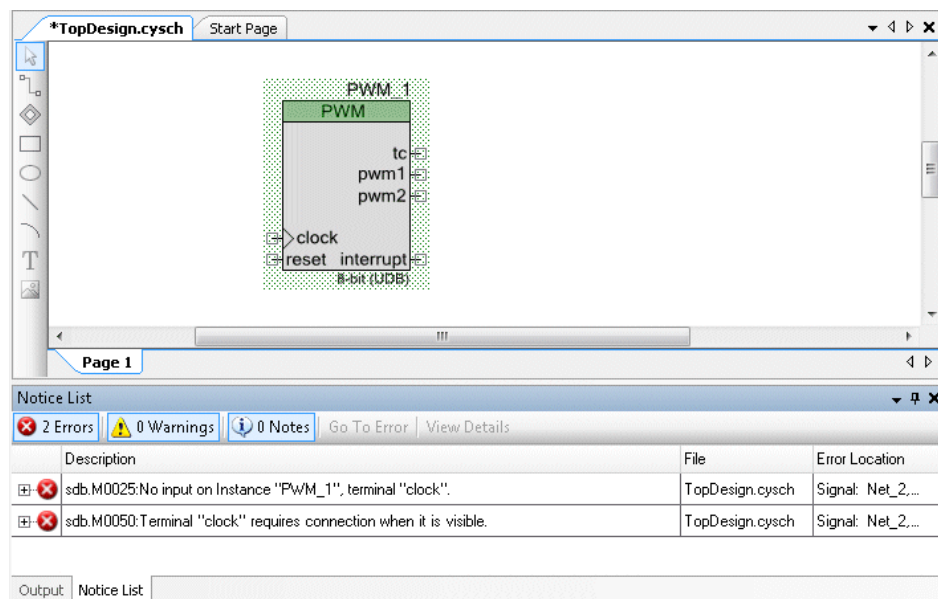 *TopDesign.cysch Start Page
PWM_1
PWM
tc
pwm1
pwm2
clock
reset interrupt
8-bit (UDB)
T
Page 1
Notice List
2 Errors 0 Warnings 0 Notes Go To Error View Details
Description File Error Location
sdb.M0025:No input on Instance "PWM_1", terminal "clock". TopDesign.cysch Signal: Net_2,...
sdb.M0050:Terminal "clock" requires connection when it is visible. TopDesign.cysch Signal: Net_2,...
Output Notice List